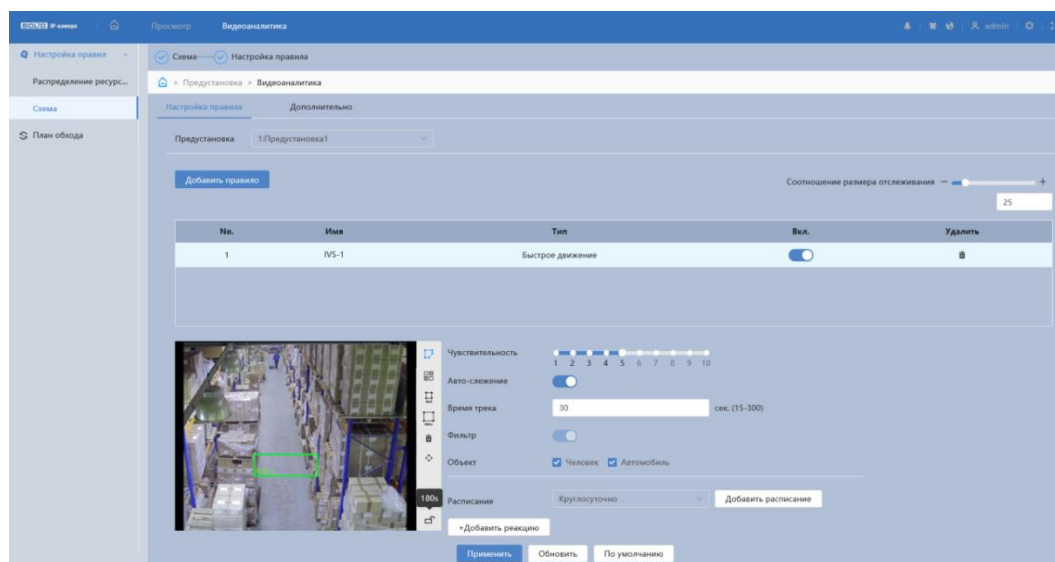 BOLID IP камера Просмотр Видеоаналитика admin
Настройка правил
Распределение ресурс...
Схема
План обхода
Схема Настройка правила
> Предустановка > Видеоаналитика
Настройка правила Дополнительно
Предустановка 1:Предустановка1
Добавить правило Соотношение размера отслеживания − +
25
No. Имя Тип Вкл. Удалить
1 IVS-1 Быстрое движение
Чувствительность
1 2 3 4 5 6 7 8 9 10
Авто-слежение
Время трека 30 сек. (15-300)
Фильтр
Объект Человек Автомобиль
180s
Расписание Круглосуточно Добавить расписание
+Добавить реакцию
Применить Обновить По умолчанию